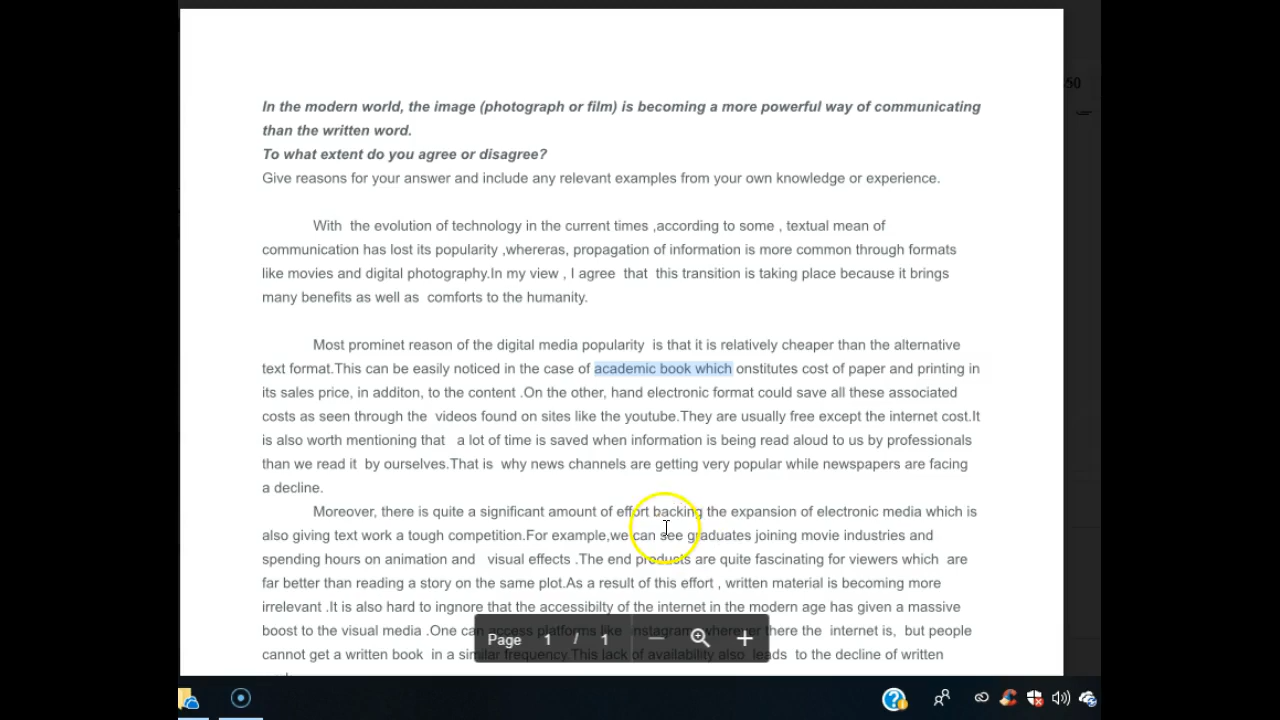 In the modern world, the image (photograph or film) is becoming a more powerful way of communicating
than the written word.
To what extent do you agree or disagree?
Give reasons for your answer and include any relevant examples from your own knowledge or experience.
With the evolution of technology in the current times ,according to some , textual mean of
communication has lost its popularity ,whereras, propagation of information is more common through formats
like movies and digital photography.In my view , I agree that this transition is taking place because it brings
many benefits as well as comforts to the humanity.
Most prominet reason of the digital media popularity is that it is relatively cheaper than the alternative
text format.This can be easily noticed in the case of academic book which onstitutes cost of paper and printing in
its sales price, in additon, to the content .On the other, hand electronic format could save all these associated
costs as seen through the videos found on sites like the youtube.They are usually free except the internet cost.It
is also worth mentioning that a lot of time is saved when information is being read aloud to us by professionals
than we read it by ourselves.That is why news channels are getting very popular while newspapers are facing
a decline.
Moreover, there is quite a significant amount of effort backing the expansion of electronic media which is
also giving text work a tough competition.For example,we can see graduates joining movie industries and
spending hours on animation and visual effects .The end products are quite fascinating for viewers which are
far better than reading a story on the same plot.As a result of this effort , written material is becoming more
irrelevant .It is also hard to ingnore that the accessibilty of the internet in the modern age has given a massive
boost to the visual media .One can access platforms like instagram wherever there the internet is, but people
cannot get a written book in a similar frequency.This lack of availability also leads to the decline of written
Page 1 / 1
50